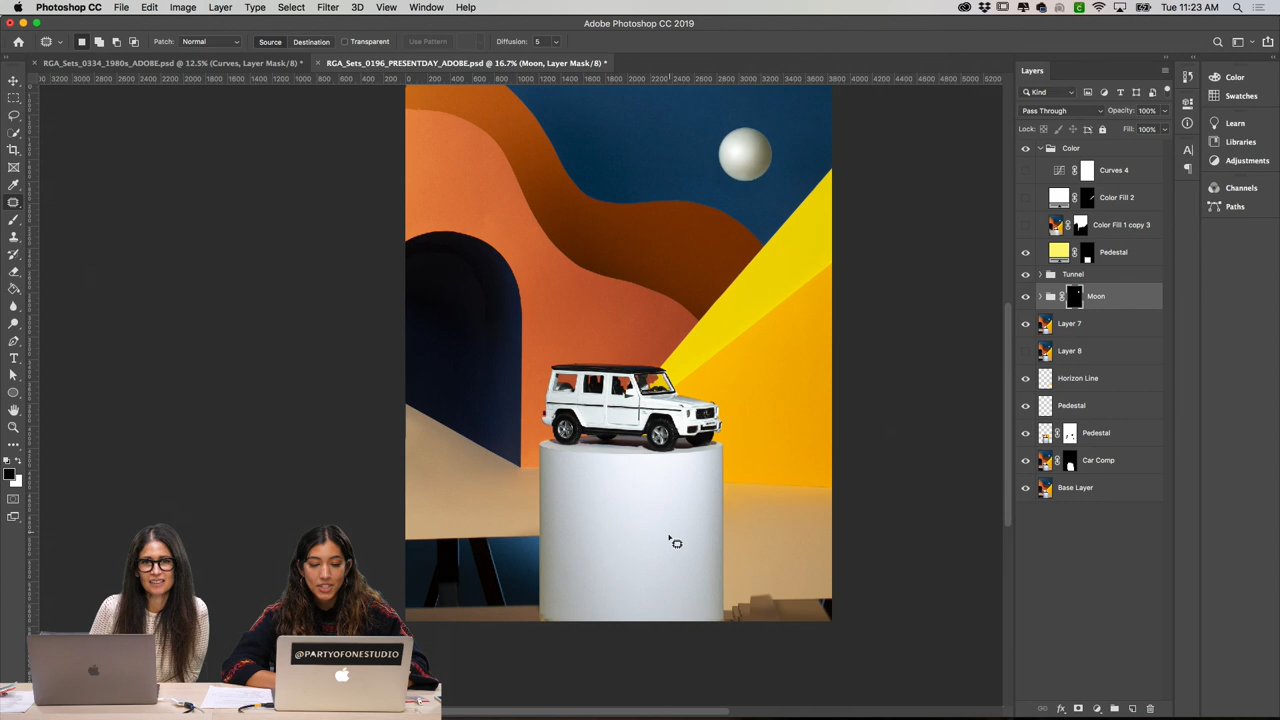 Photoshop CC File Edit Image Layer Type Select Filter 3D View Window Help Tue 11:23 AM
Adobe Photoshop CC 2019
Patch: Normal Source Destination Transparent Use Pattern Diffusion: 5
RGA_Sets_0334_1980s_ADOBE.psd @ 12.5% (Curves, Layer Mask/8) * RGA_Sets_0196_PRESENTDAY_ADOBE.psd @ 16.7% (Moon, Layer Mask/8) *
Layers
Kind
Pass Through Opacity: 100%
Lock: Fill: 100%
Color
Curves 4
Color Fill 2
Color Fill 1 copy 3
Pedestal
Tunnel
Moon
Layer 7
Layer 8
Horizon Line
Pedestal
Pedestal
Car Comp
Base Layer
Color
Swatches
Learn
Libraries
Adjustments
Channels
Paths
@PARTYOFONESTUDIO